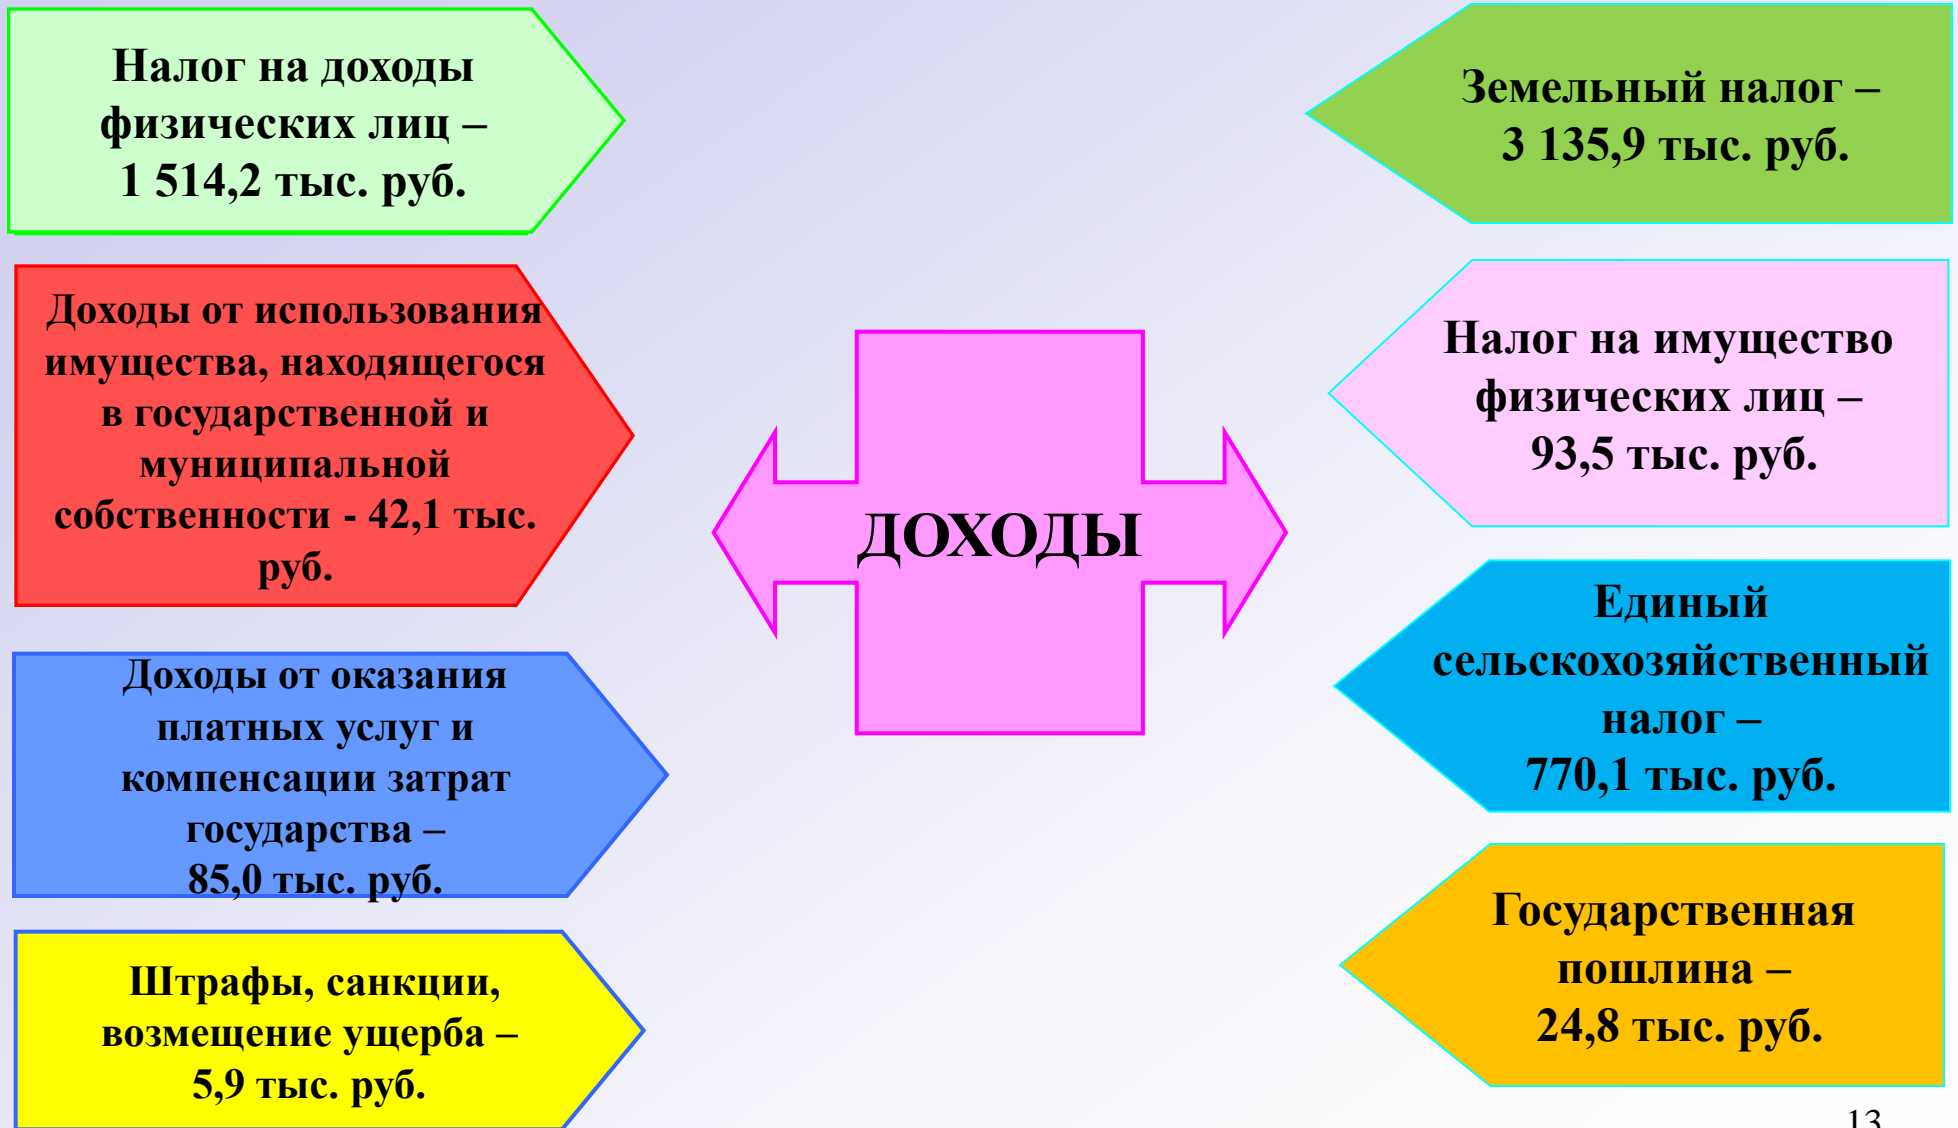 Налог на доходы
физических лиц –
1 514,2 тыс. руб.
Доходы от использования
имущества, находящегося
в государственной и
муниципальной
собственности - 42,1 тыс.
руб.
Доходы от оказания
платных услуг и
компенсации затрат
государства –
85,0 тыс. руб.
Штрафы, санкции,
возмещение ущерба –
5,9 тыс. руб.
ДОХОДЫ
Земельный налог –
3 135,9 тыс. руб.
Налог на имущество
физических лиц –
93,5 тыс. руб.
Единый
сельскохозяйственный
налог –
770,1 тыс. руб.
Государственная
пошлина –
24,8 тыс. руб.
13